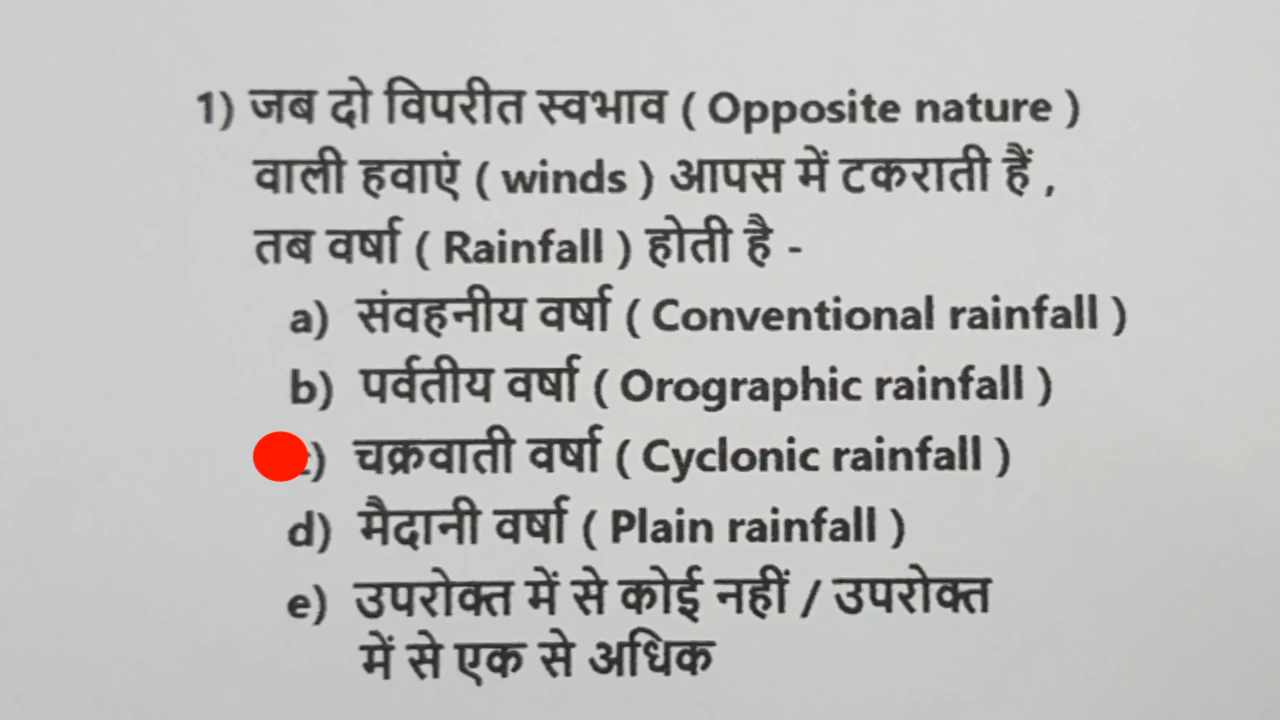 1) जब दो विपरीत स्वभाव ( Opposite nature )
वाली हवाएं ( winds ) आपस में टकराती हैं ,
तब वर्षा ( Rainfall ) होती है -
a) संवहनीय वर्षा ( Conventional rainfall )
b) पर्वतीय वर्षा ( Orographic rainfall )
) चक्रवाती वर्षा ( Cyclonic rainfall )
d) मैदानी वर्षा ( Plain rainfall )
e) उपरोक्त में से कोई नहीं / उपरोक्त
में से एक से अधिक